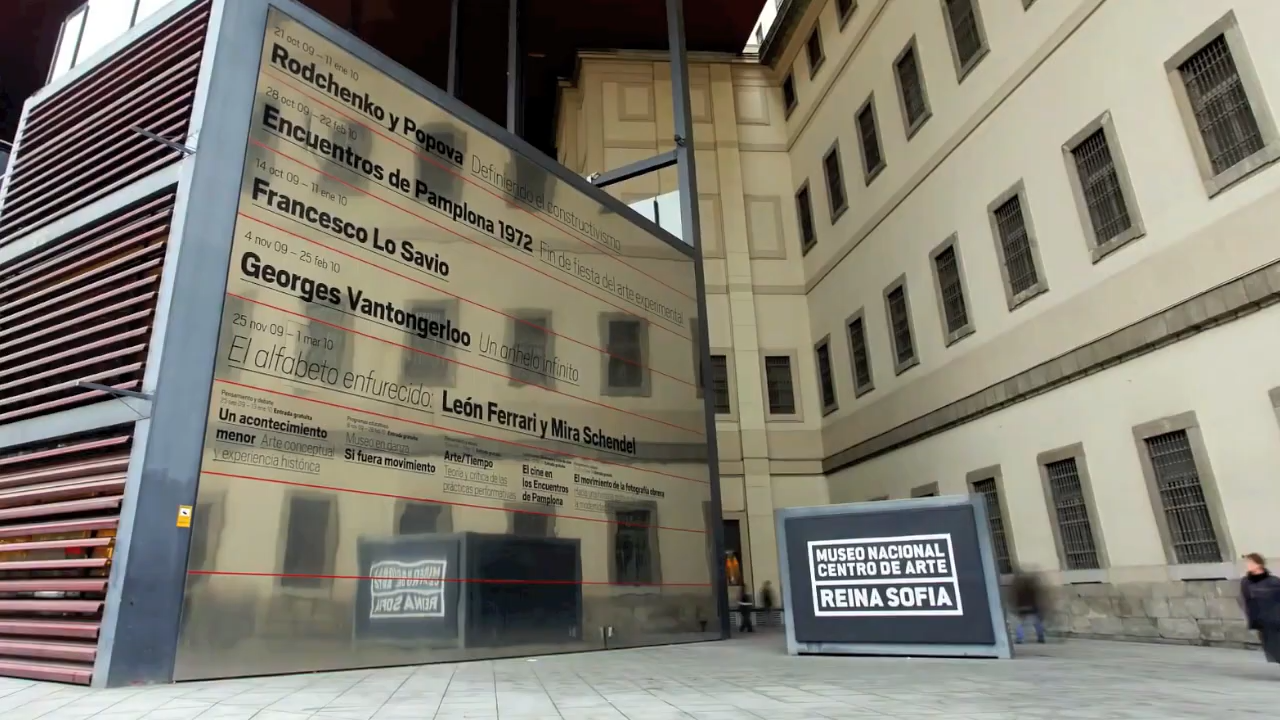 21 oct 09 – 11 ene 10
Rodchenko y Popova Definiendo el constructivismo
28 oct 09 – 22 feb 10
Encuentros de Pamplona 1972 Fin de fiesta del arte experimental
14 oct 09 – 11 ene 10
Francesco Lo Savio
4 nov 09 – 25 feb 10
Georges Vantongerloo Un anhelo infinito
25 nov 09 – 1 mar 10
El alfabeto enfurecido: León Ferrari y Mira Schendel
Pensamiento y debate
Entrada gratuita
Un acontecimiento
menor Arte conceptual
y experiencia histórica
Museo en danza
Si fuera movimiento
Arte/Tiempo
Teoría y crítica de las
prácticas performativas
El cine en
los Encuentros
de Pamplona
El movimiento de la fotografía obrera
MUSEO NACIONAL
CENTRO DE ARTE
REINA SOFIA